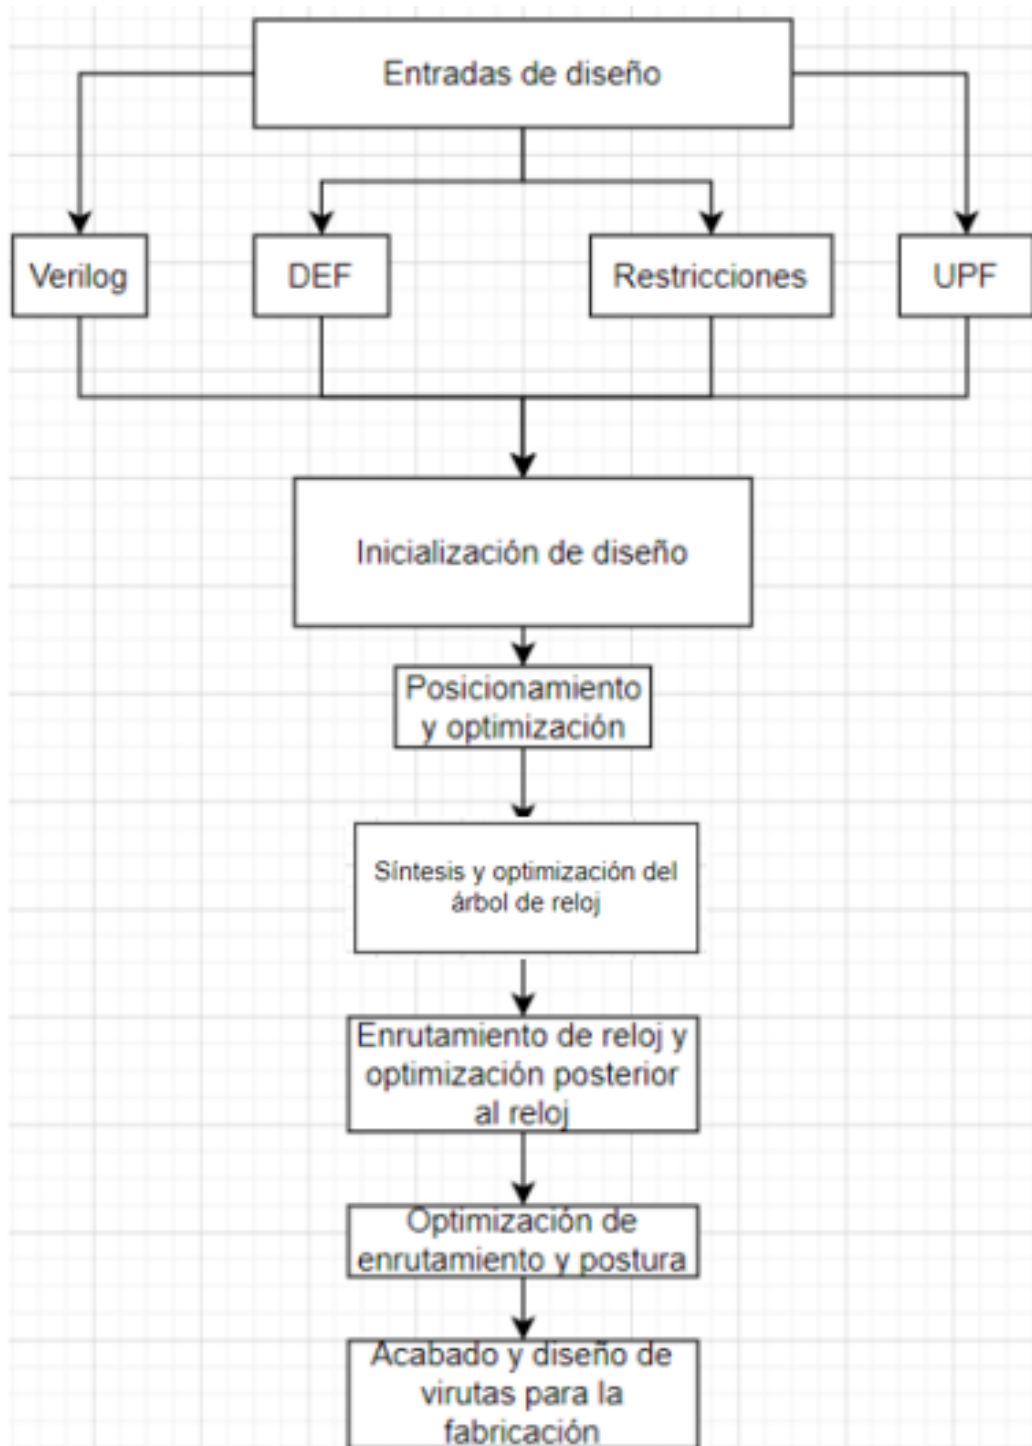 Entradas de diseño
Verilog
DEF
Restricciones
UPF
Inicialización de diseño
Posicionamiento
y optimización
Síntesis y optimización del
árbol de reloj
Enrutamiento de reloj y
optimización posterior
al reloj
Optimización de
enrutamiento y postura
Acabado y diseño de
virutas para la
fabricación